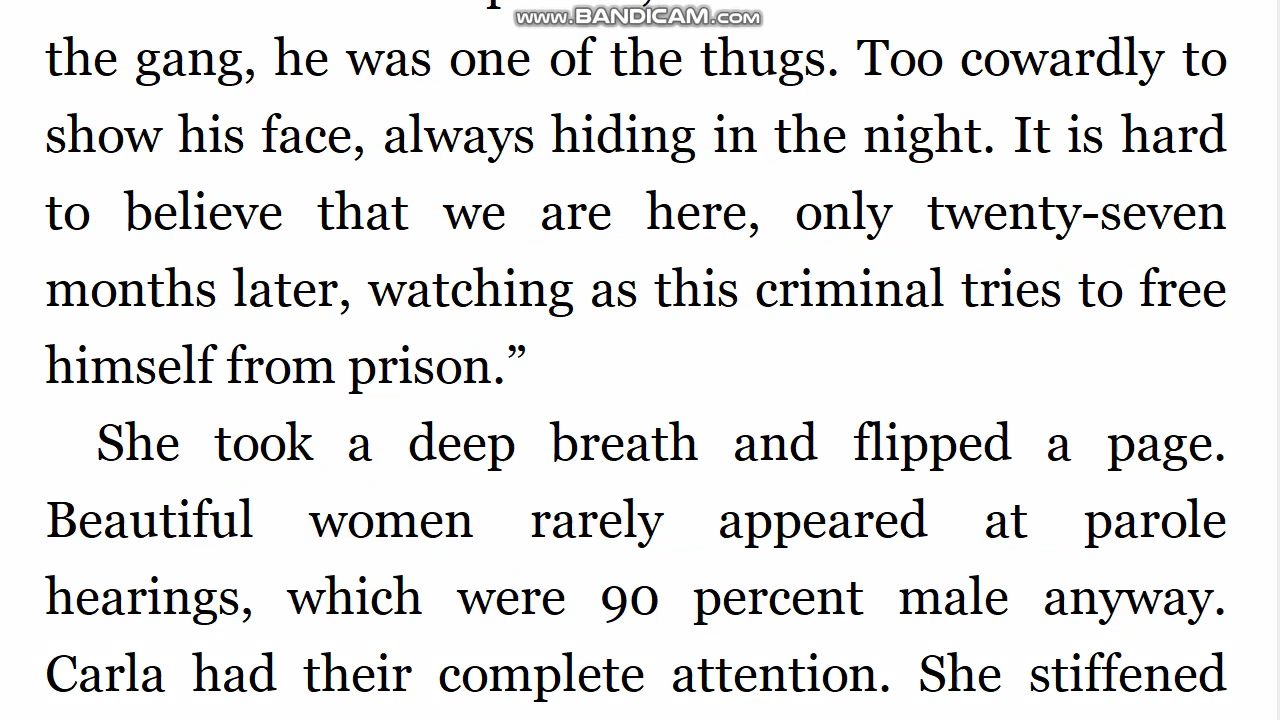 www.BANDICAM.com
the gang, he was one of the thugs. Too cowardly to
show his face, always hiding in the night. It is hard
to believe that we are here, only twenty-seven
months later, watching as this criminal tries to free
himself from prison.”
She took a deep breath and flipped a page.
Beautiful women rarely appeared at parole
hearings, which were 90 percent male anyway.
Carla had their complete attention. She stiffened